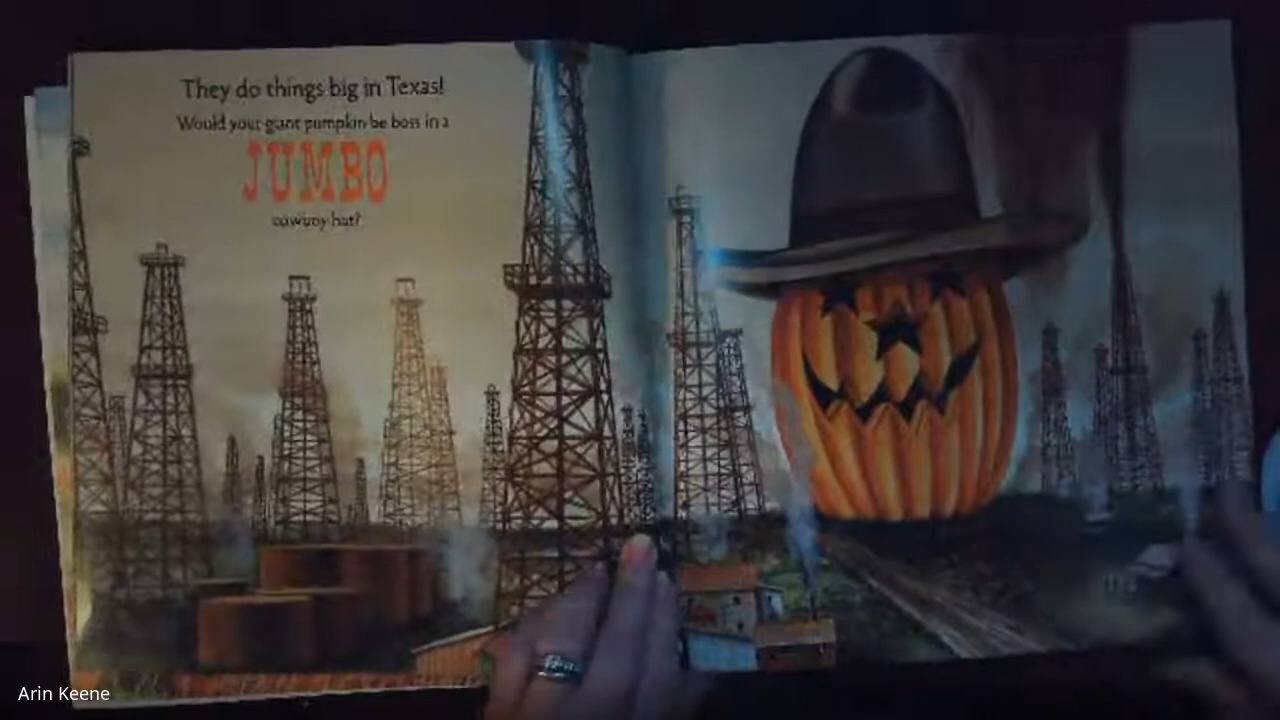 They do things big in Texas!
Would your giant pumpkin be boss in a
JUMBO
cowboy hat?
Arin Keene